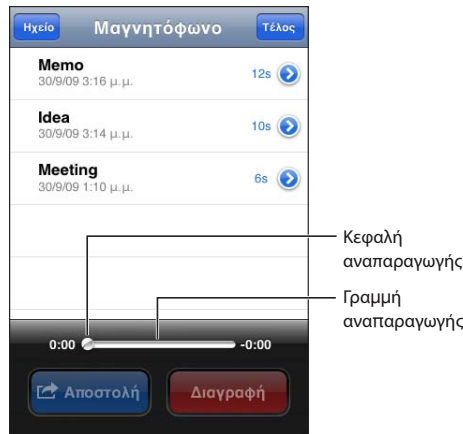 Ηχείο Μαγνητόφωνο Τέλος
Memo
30/9/09 3:16 μ.μ.
12s
Idea
30/9/09 3:14 μ.μ.
10s
Meeting
30/9/09 1:10 μ.μ.
6s
Κεφαλή
αναπαραγωγής
Γραμμή
αναπαραγωγής
0:00 -0:00
Αποστολή Διαγραφή